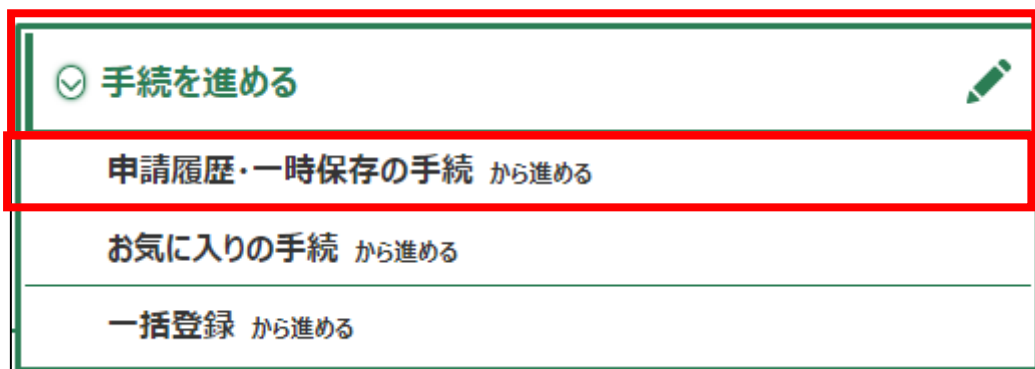 手続を進める
申請履歴・一時保存の手続 から進める
お気に入りの手続 から進める
一括登録 から進める